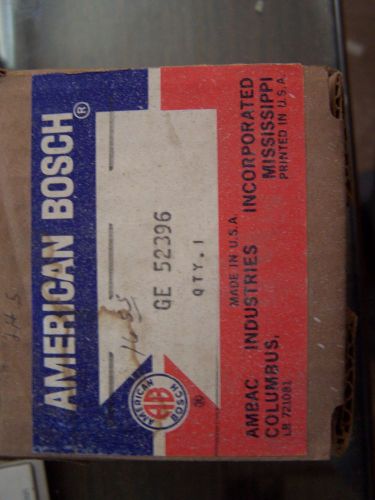 AMERICAN BOSCH®
GE 52396
QTY. 1
AMERICAN
AB
BOSCH
®
MADE IN U.S.A.
AMBAC INDUSTRIES INCORPORATED
COLUMBUS, MISSISSIPPI
LB 721081 PRINTED IN U.S.A.